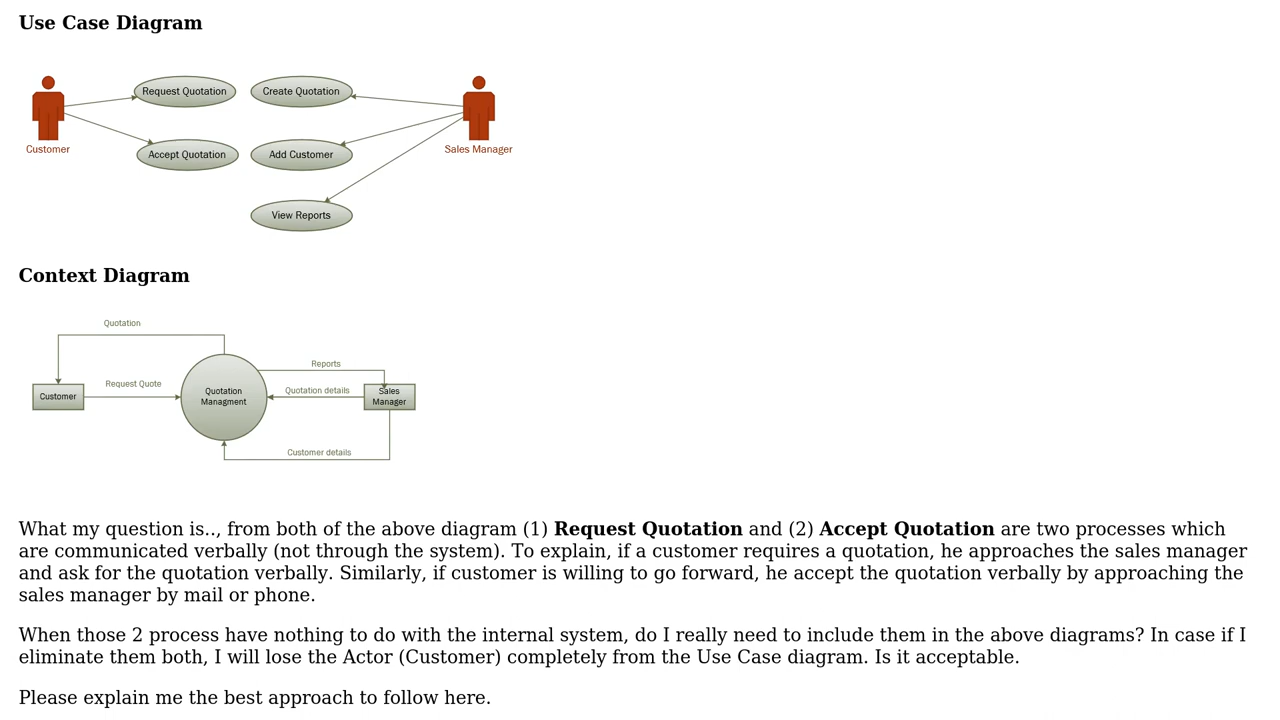 Use Case Diagram
Request Quotation
Create Quotation
Customer
Accept Quotation
Add Customer
Sales Manager
View Reports
Context Diagram
Quotation
Reports
Request Quote
Quotation details
Customer
Quotation
Managment
Sales
Manager
Customer details
What my question is.., from both of the above diagram (1) Request Quotation and (2) Accept Quotation are two processes which
are communicated verbally (not through the system). To explain, if a customer requires a quotation, he approaches the sales manager
and ask for the quotation verbally. Similarly, if customer is willing to go forward, he accept the quotation verbally by approaching the
sales manager by mail or phone.
When those 2 process have nothing to do with the internal system, do I really need to include them in the above diagrams? In case if I
eliminate them both, I will lose the Actor (Customer) completely from the Use Case diagram. Is it acceptable.
Please explain me the best approach to follow here.